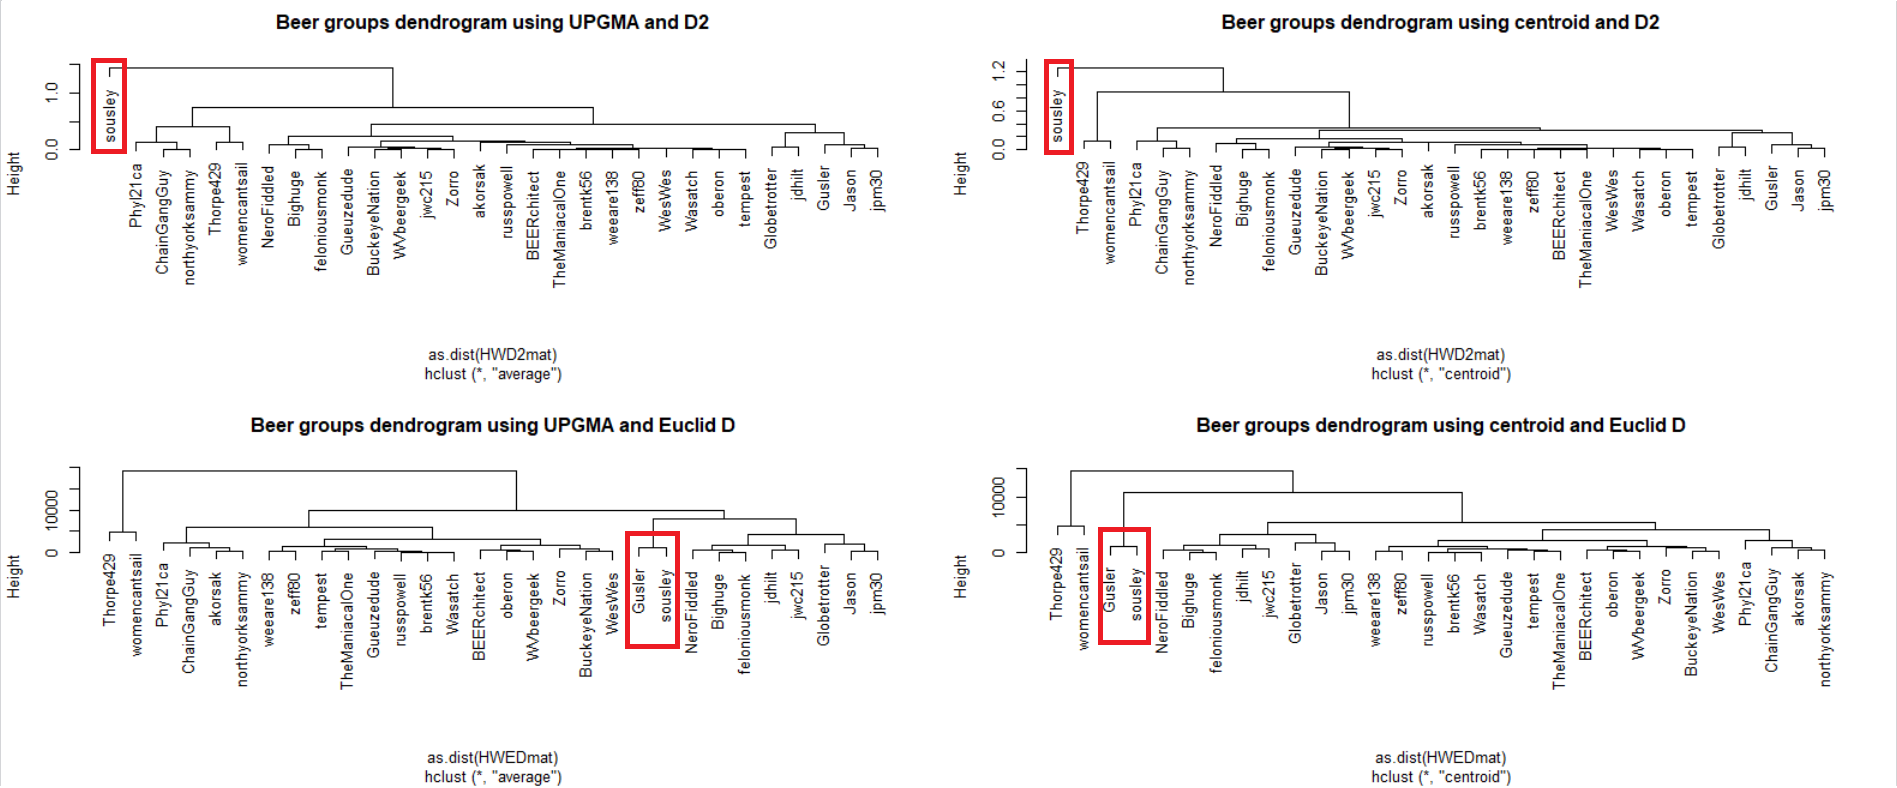 Beer groups dendrogram using UPGMA and D2
Height
0.0
1.0
sousley
Phyl21ca
ChainGangGuy
northyorksammy
Thorpe429
womencantsail
NeroFiddled
Bighuge
feloniousmonk
Gueuzedude
BuckeyeNation
WVbeergeek
jwc215
Zorro
akorsak
russpowell
BEERchitect
TheManiacalOne
brentk56
weeare138
zeff80
WesWes
Wasatch
oberon
tempest
Globetrotter
jdhilt
Gusler
Jason
jpm30
as.dist(HWD2mat)
hclust (*, "average")
Beer groups dendrogram using centroid and D2
Height
0.0
0.6
1.2
sousley
Thorpe429
womencantsail
Phyl21ca
ChainGangGuy
northyorksammy
NeroFiddled
Bighuge
feloniousmonk
Gueuzedude
BuckeyeNation
WVbeergeek
jwc215
Zorro
akorsak
russpowell
brentk56
weeare138
zeff80
BEERchitect
TheManiacalOne
WesWes
Wasatch
oberon
tempest
Globetrotter
jdhilt
Gusler
Jason
jpm30
as.dist(HWD2mat)
hclust (*, "centroid")
Beer groups dendrogram using UPGMA and Euclid D
Height
0
10000
Thorpe429
womencantsail
Phyl21ca
ChainGangGuy
akorsak
northyorksammy
weeare138
zeff80
tempest
TheManiacalOne
Gueuzedude
russpowell
brentk56
Wasatch
BEERchitect
oberon
WVbeergeek
Zorro
BuckeyeNation
WesWes
Gusler
sousley
NeroFiddled
Bighuge
feloniousmonk
jdhilt
jwc215
Globetrotter
Jason
jpm30
as.dist(HWEDmat)
hclust (*, "average")
Beer groups dendrogram using centroid and Euclid D
Height
0
10000
Thorpe429
womencantsail
Gusler
sousley
NeroFiddled
Bighuge
feloniousmonk
jdhilt
jwc215
Globetrotter
Jason
jpm30
weeare138
zeff80
russpowell
brentk56
Wasatch
Gueuzedude
tempest
TheManiacalOne
BEERchitect
oberon
WVbeergeek
Zorro
BuckeyeNation
WesWes
Phyl21ca
ChainGangGuy
akorsak
northyorksammy
as.dist(HWEDmat)
hclust (*, "centroid")